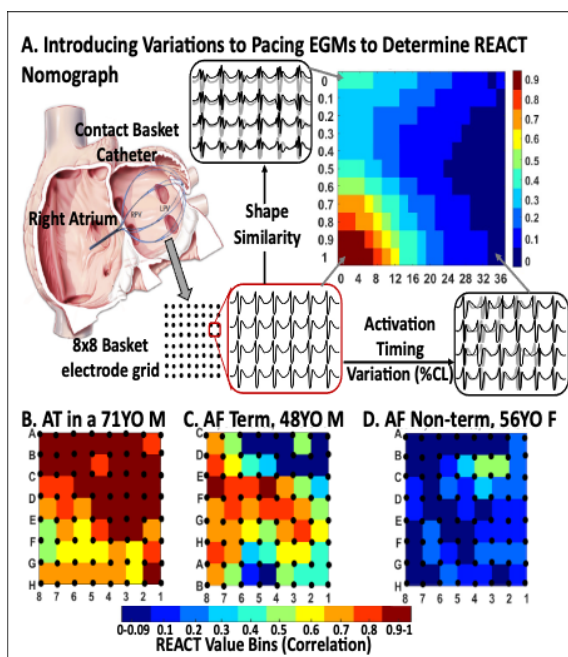 A. Introducing Variations to Pacing EGMs to Determine REACT
Nomograph
Contact Basket
Catheter
Right Atrium
RPV
LPV
Shape
Similarity
8x8 Basket
electrode grid
0
0.1
0.2
0.3
0.4
0.5
0.6
0.7
0.8
0.9
1
0 4 8 12 16 20 24 28 32 36
0.9
0.8
0.7
0.6
0.5
0.4
0.3
0.2
0.1
0
Activation
Timing
Variation (%CL)
B. AT in a 71YO M
A
B
C
D
E
F
G
H
8 7 6 5 4 3 2 1
C. AF Term, 48YO M
C
D
E
F
G
H
A
B
8 7 6 5 4 3 2 1
D. AF Non-term, 56YO F
A
B
C
D
E
F
G
H
8 7 6 5 4 3 2 1
0-0.09 0.1 0.2 0.3 0.4 0.5 0.6 0.7 0.8 0.9-1
REACT Value Bins (Correlation)